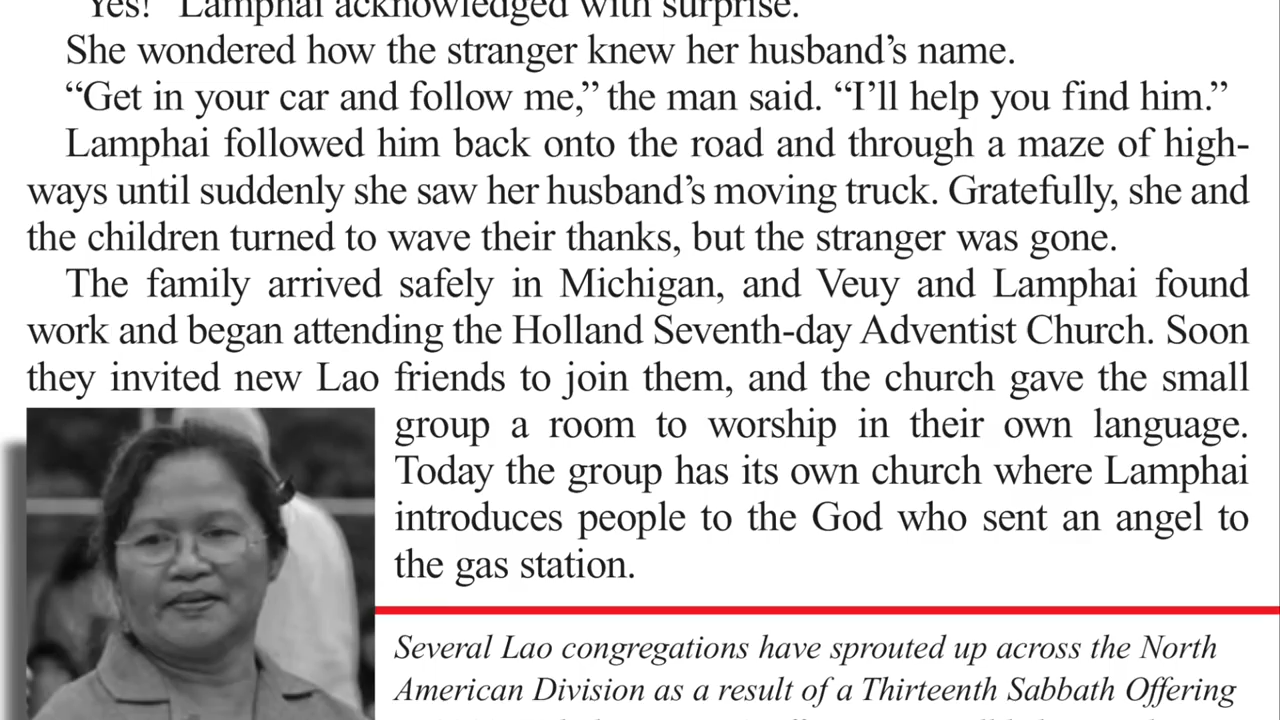 Yes!" Lamphai acknowledged with surprise.
She wondered how the stranger knew her husband’s name.
“Get in your car and follow me,” the man said. “I’ll help you find him.”
Lamphai followed him back onto the road and through a maze of high-
ways until suddenly she saw her husband’s moving truck. Gratefully, she and
the children turned to wave their thanks, but the stranger was gone.
The family arrived safely in Michigan, and Veuy and Lamphai found
work and began attending the Holland Seventh-day Adventist Church. Soon
they invited new Lao friends to join them, and the church gave the small
group a room to worship in their own language.
Today the group has its own church where Lamphai
introduces people to the God who sent an angel to
the gas station.
Several Lao congregations have sprouted up across the North
American Division as a result of a Thirteenth Sabbath Offering